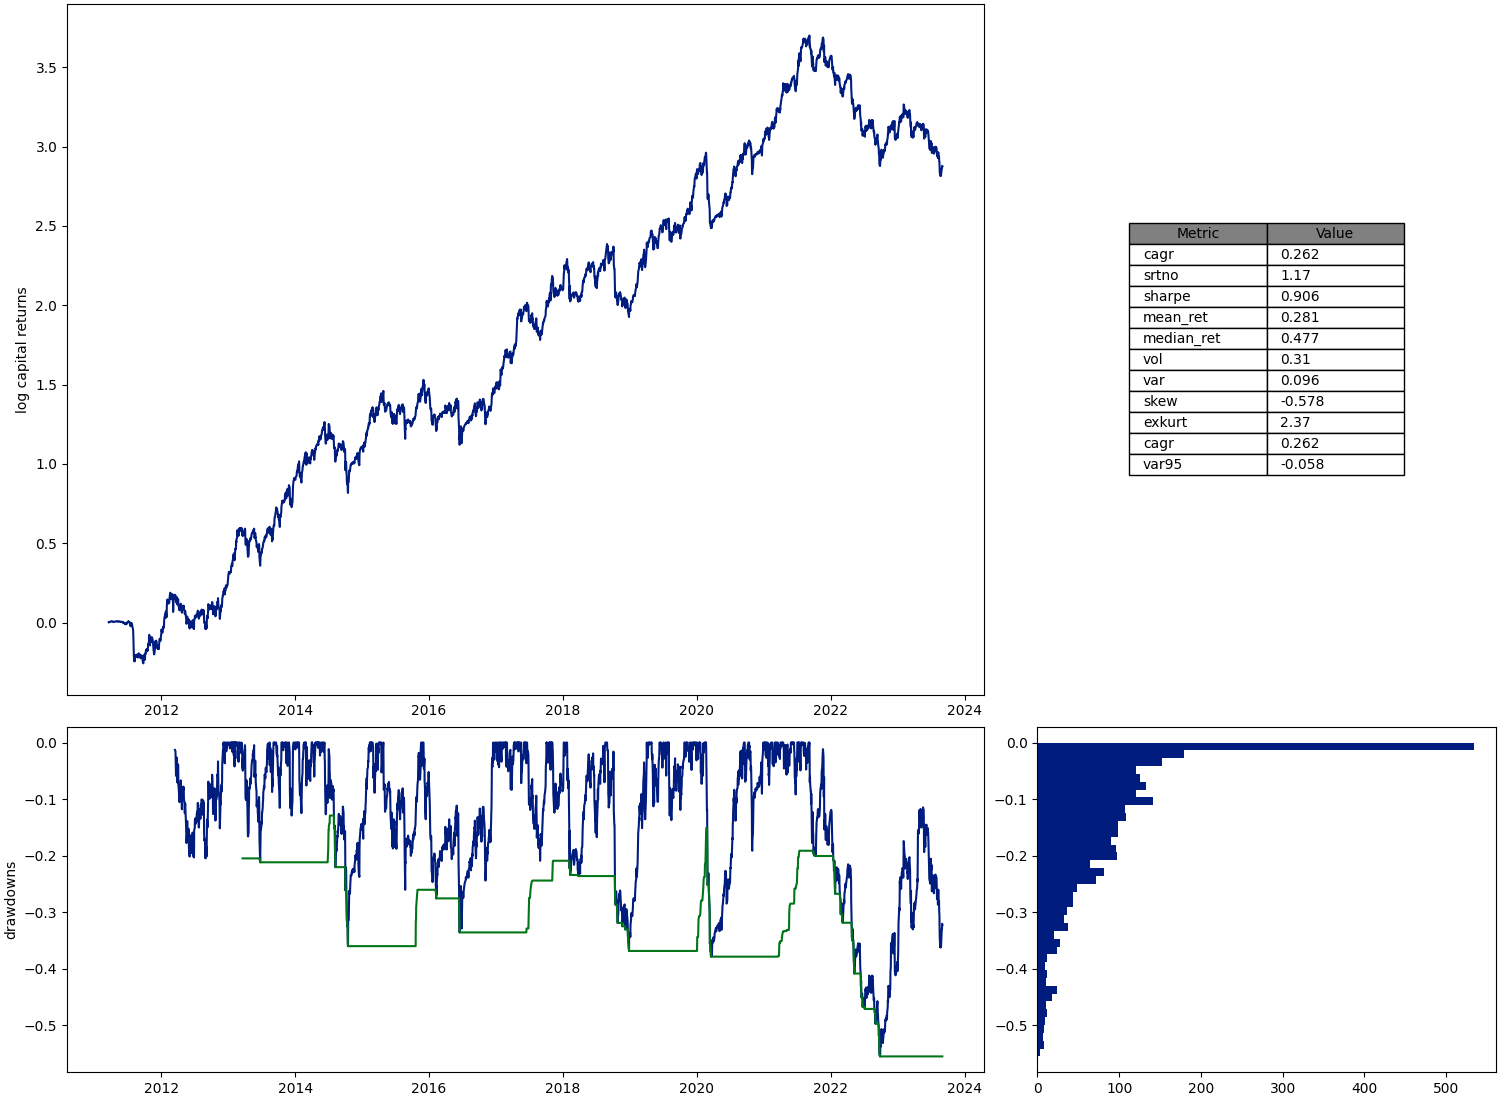 3.5
3.0
2.5
2.0
1.5
1.0
0.5
0.0
log capital returns
2012 2014 2016 2018 2020 2022 2024
Metric Value
cagr 0.262
srtno 1.17
sharpe 0.906
mean_ret 0.281
median_ret 0.477
vol 0.31
var 0.096
skew -0.578
exkurt 2.37
cagr 0.262
var95 -0.058
0.0
−0.1
−0.2
−0.3
−0.4
−0.5
drawdowns
2012 2014 2016 2018 2020 2022 2024
0.0
−0.1
−0.2
−0.3
−0.4
−0.5
0 100 200 300 400 500